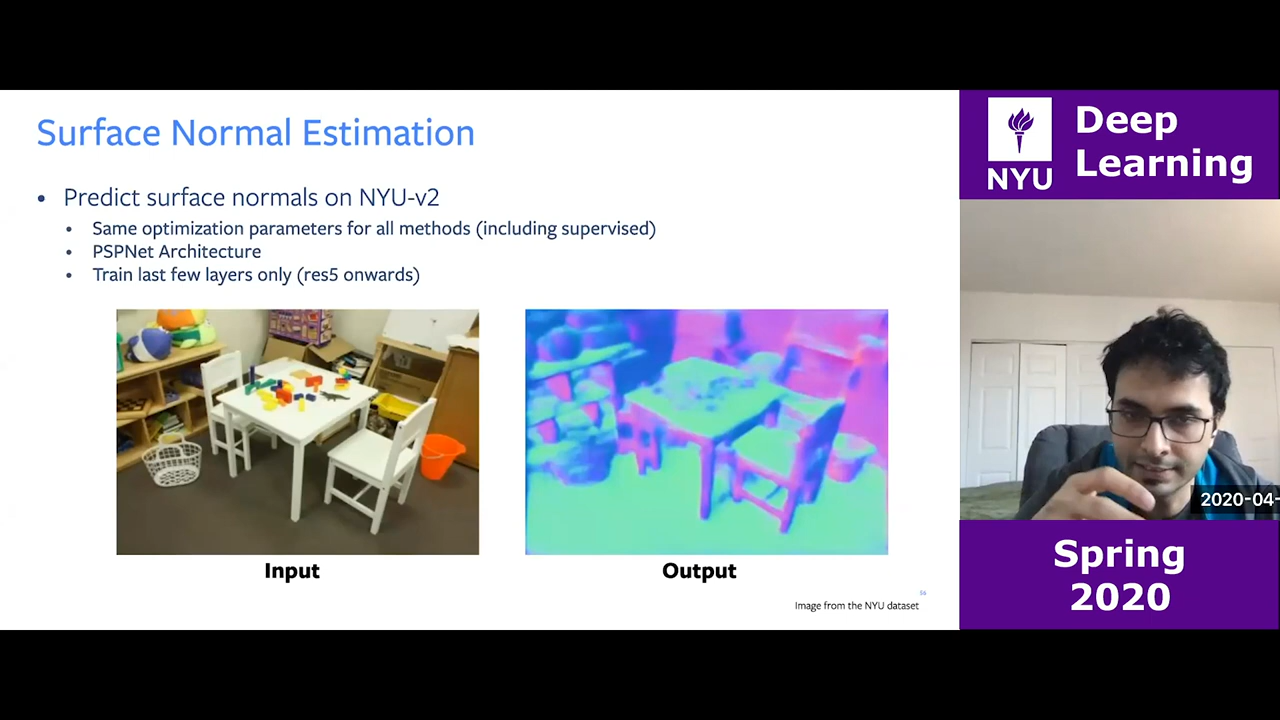 Surface Normal Estimation
• Predict surface normals on NYU-v2
• Same optimization parameters for all methods (including supervised)
• PSPNet Architecture
• Train last few layers only (res5 onwards)
Input
Output
56
Image from the NYU dataset
NYU
Deep
Learning
2020-04-
Spring
2020